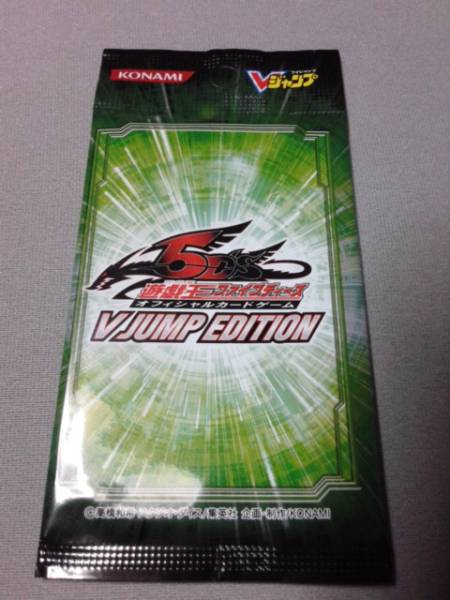 KONAMI
Vジャンプ
5D's
遊戯王ファイブディーズ
オフィシャルカードゲーム
V JUMP EDITION
©高橋和希 スタジオ・ダイス/集英社 企画・制作/KONAMI